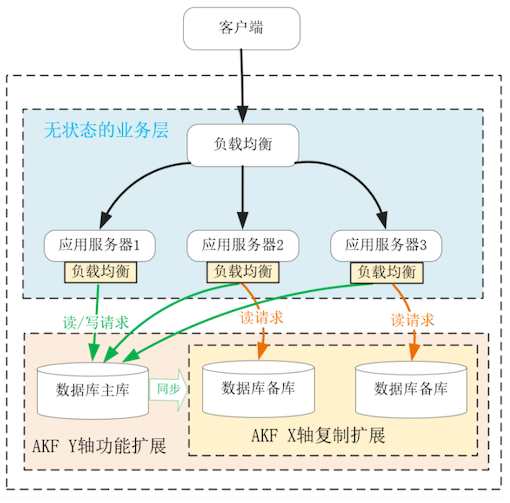 客户端
无状态的业务层
负载均衡
应用服务器1
应用服务器2
应用服务器3
负载均衡
负载均衡
负载均衡
读/写请求
读请求
读请求
数据库主库
同步
数据库备库
数据库备库
AKF X轴复制扩展
AKF Y轴功能扩展